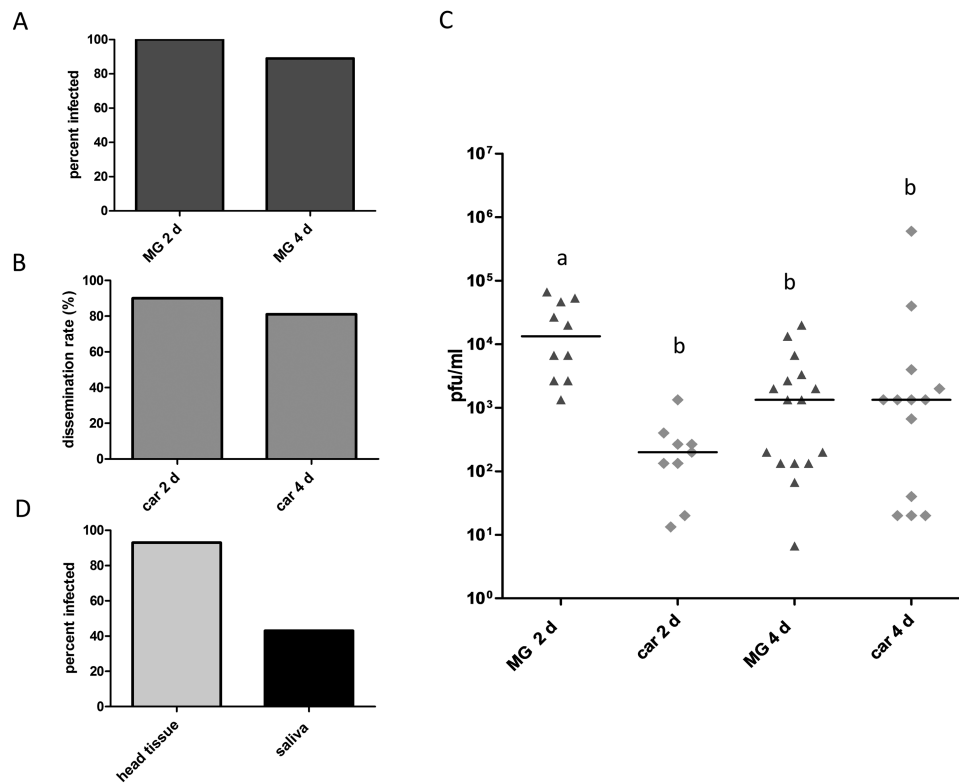 A
percent infected
100
80
60
40
20
0
MG 2 d
MG 4 d
B
dissemination rate (%)
100
80
60
40
20
0
car 2 d
car 4 d
D
percent infected
100
80
60
40
20
0
head tissue
saliva
C
pfu/ml
10⁷
10⁶
10⁵
10⁴
10³
10²
10¹
10⁰
a
b
b
b
MG 2 d
car 2 d
MG 4 d
car 4 d